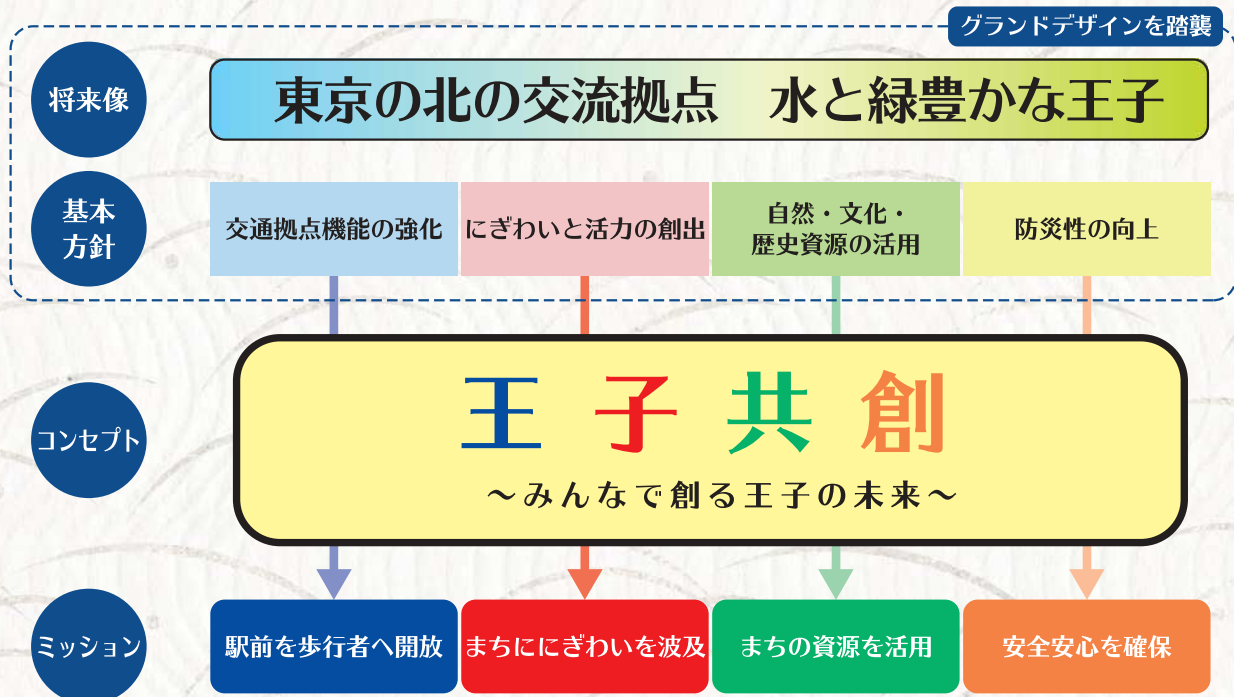 グランドデザインを踏襲
将来像
東京の北の交流拠点　水と緑豊かな王子
基本
方針
交通拠点機能の強化
にぎわいと活力の創出
自然・文化・
歴史資源の活用
防災性の向上
コンセプト
王子共創
～みんなで創る王子の未来～
ミッション
駅前を歩行者へ開放
まちににぎわいを波及
まちの資源を活用
安全安心を確保